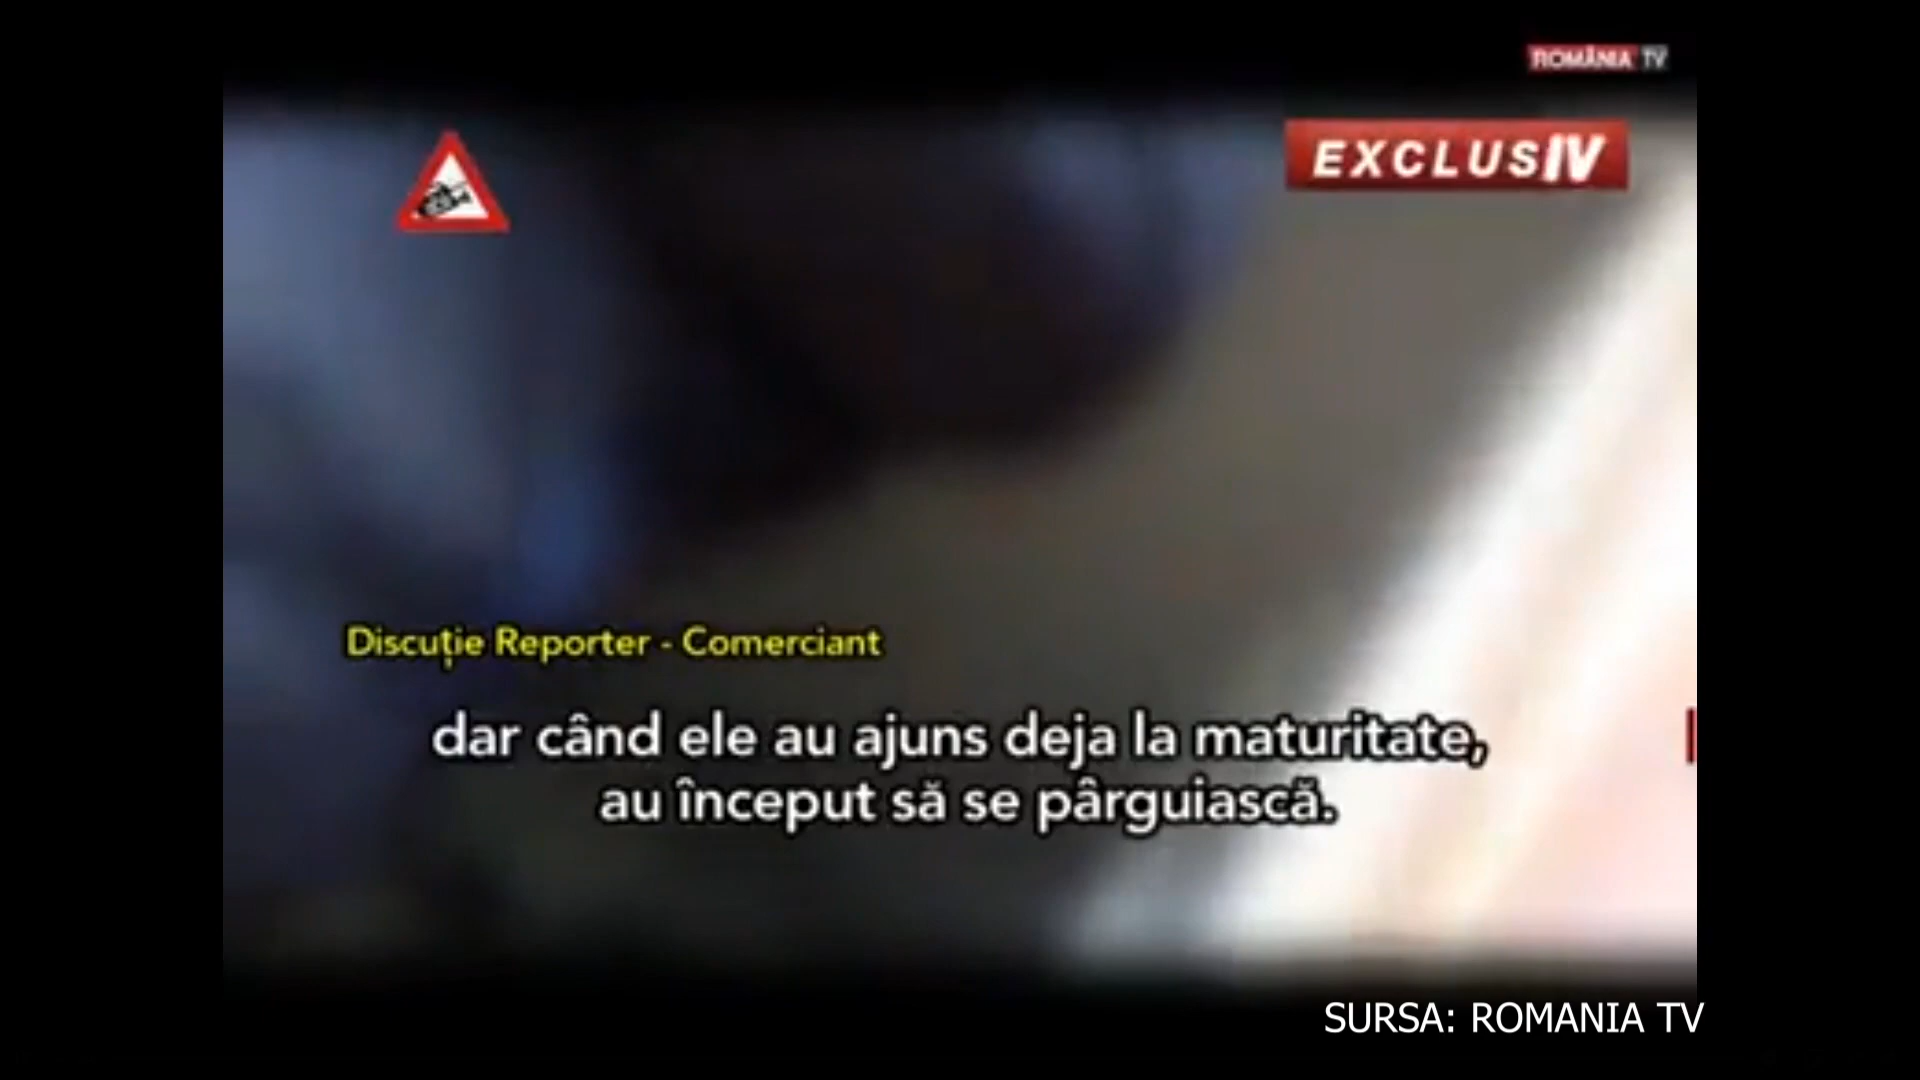 ROMÂNIA TV
EXCLUSIV
Discuție Reporter - Comerciant
dar când ele au ajuns deja la maturitate,
au început să se pârguiască.
SURSA: ROMANIA TV